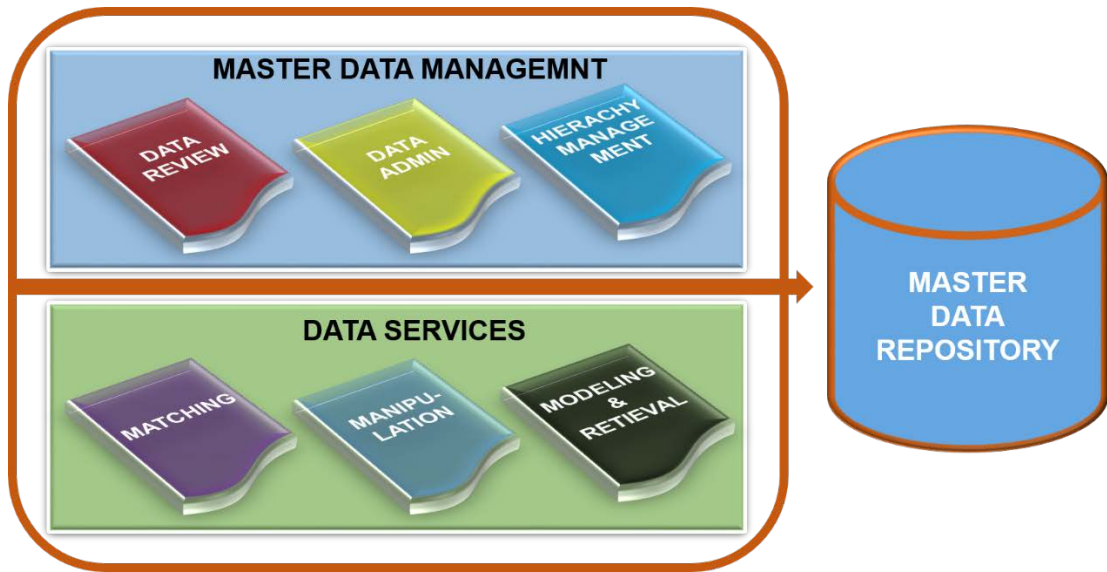 MASTER DATA MANAGEMNT
DATA
REVIEW
DATA
ADMIN
HIERACHY
MANAGE
MENT
DATA SERVICES
MATCHING
MANIPU-
LATION
MODELING
&
RETIEVAL
MASTER
DATA
REPOSITORY